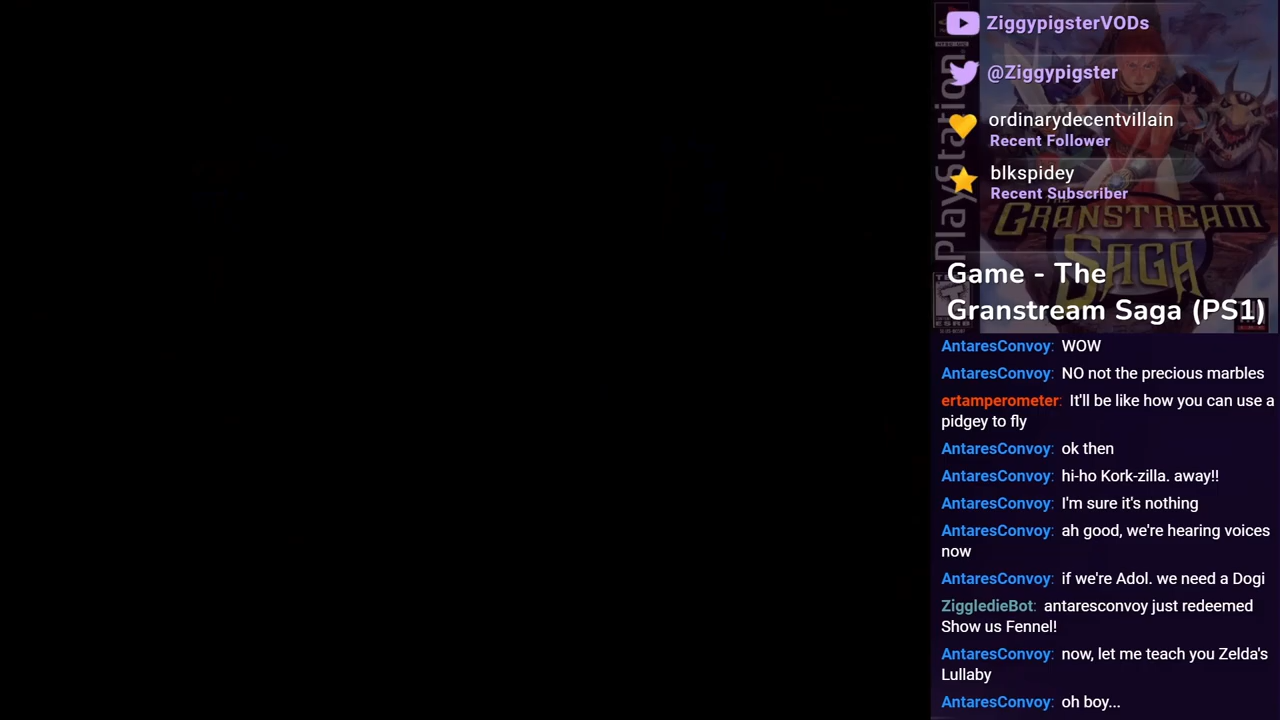 ZiggypigsterVODs
@Ziggypigster
ordinarydecentvillain
Recent Follower
blkspidey
Recent Subscriber
PlayStation
GRANSTREAM
SAGA
Game - The
Granstream Saga (PS1)
AntaresConvoy: WOW
AntaresConvoy: NO not the precious marbles
ertamperometer: It'll be like how you can use a
pidgey to fly
AntaresConvoy: ok then
AntaresConvoy: hi-ho Kork-zilla. away!!
AntaresConvoy: I'm sure it's nothing
AntaresConvoy: ah good, we're hearing voices
now
AntaresConvoy: if we're Adol. we need a Dogi
ZiggledieBot: antaresconvoy just redeemed
Show us Fennel!
AntaresConvoy: now, let me teach you Zelda's
Lullaby
AntaresConvoy: oh boy...